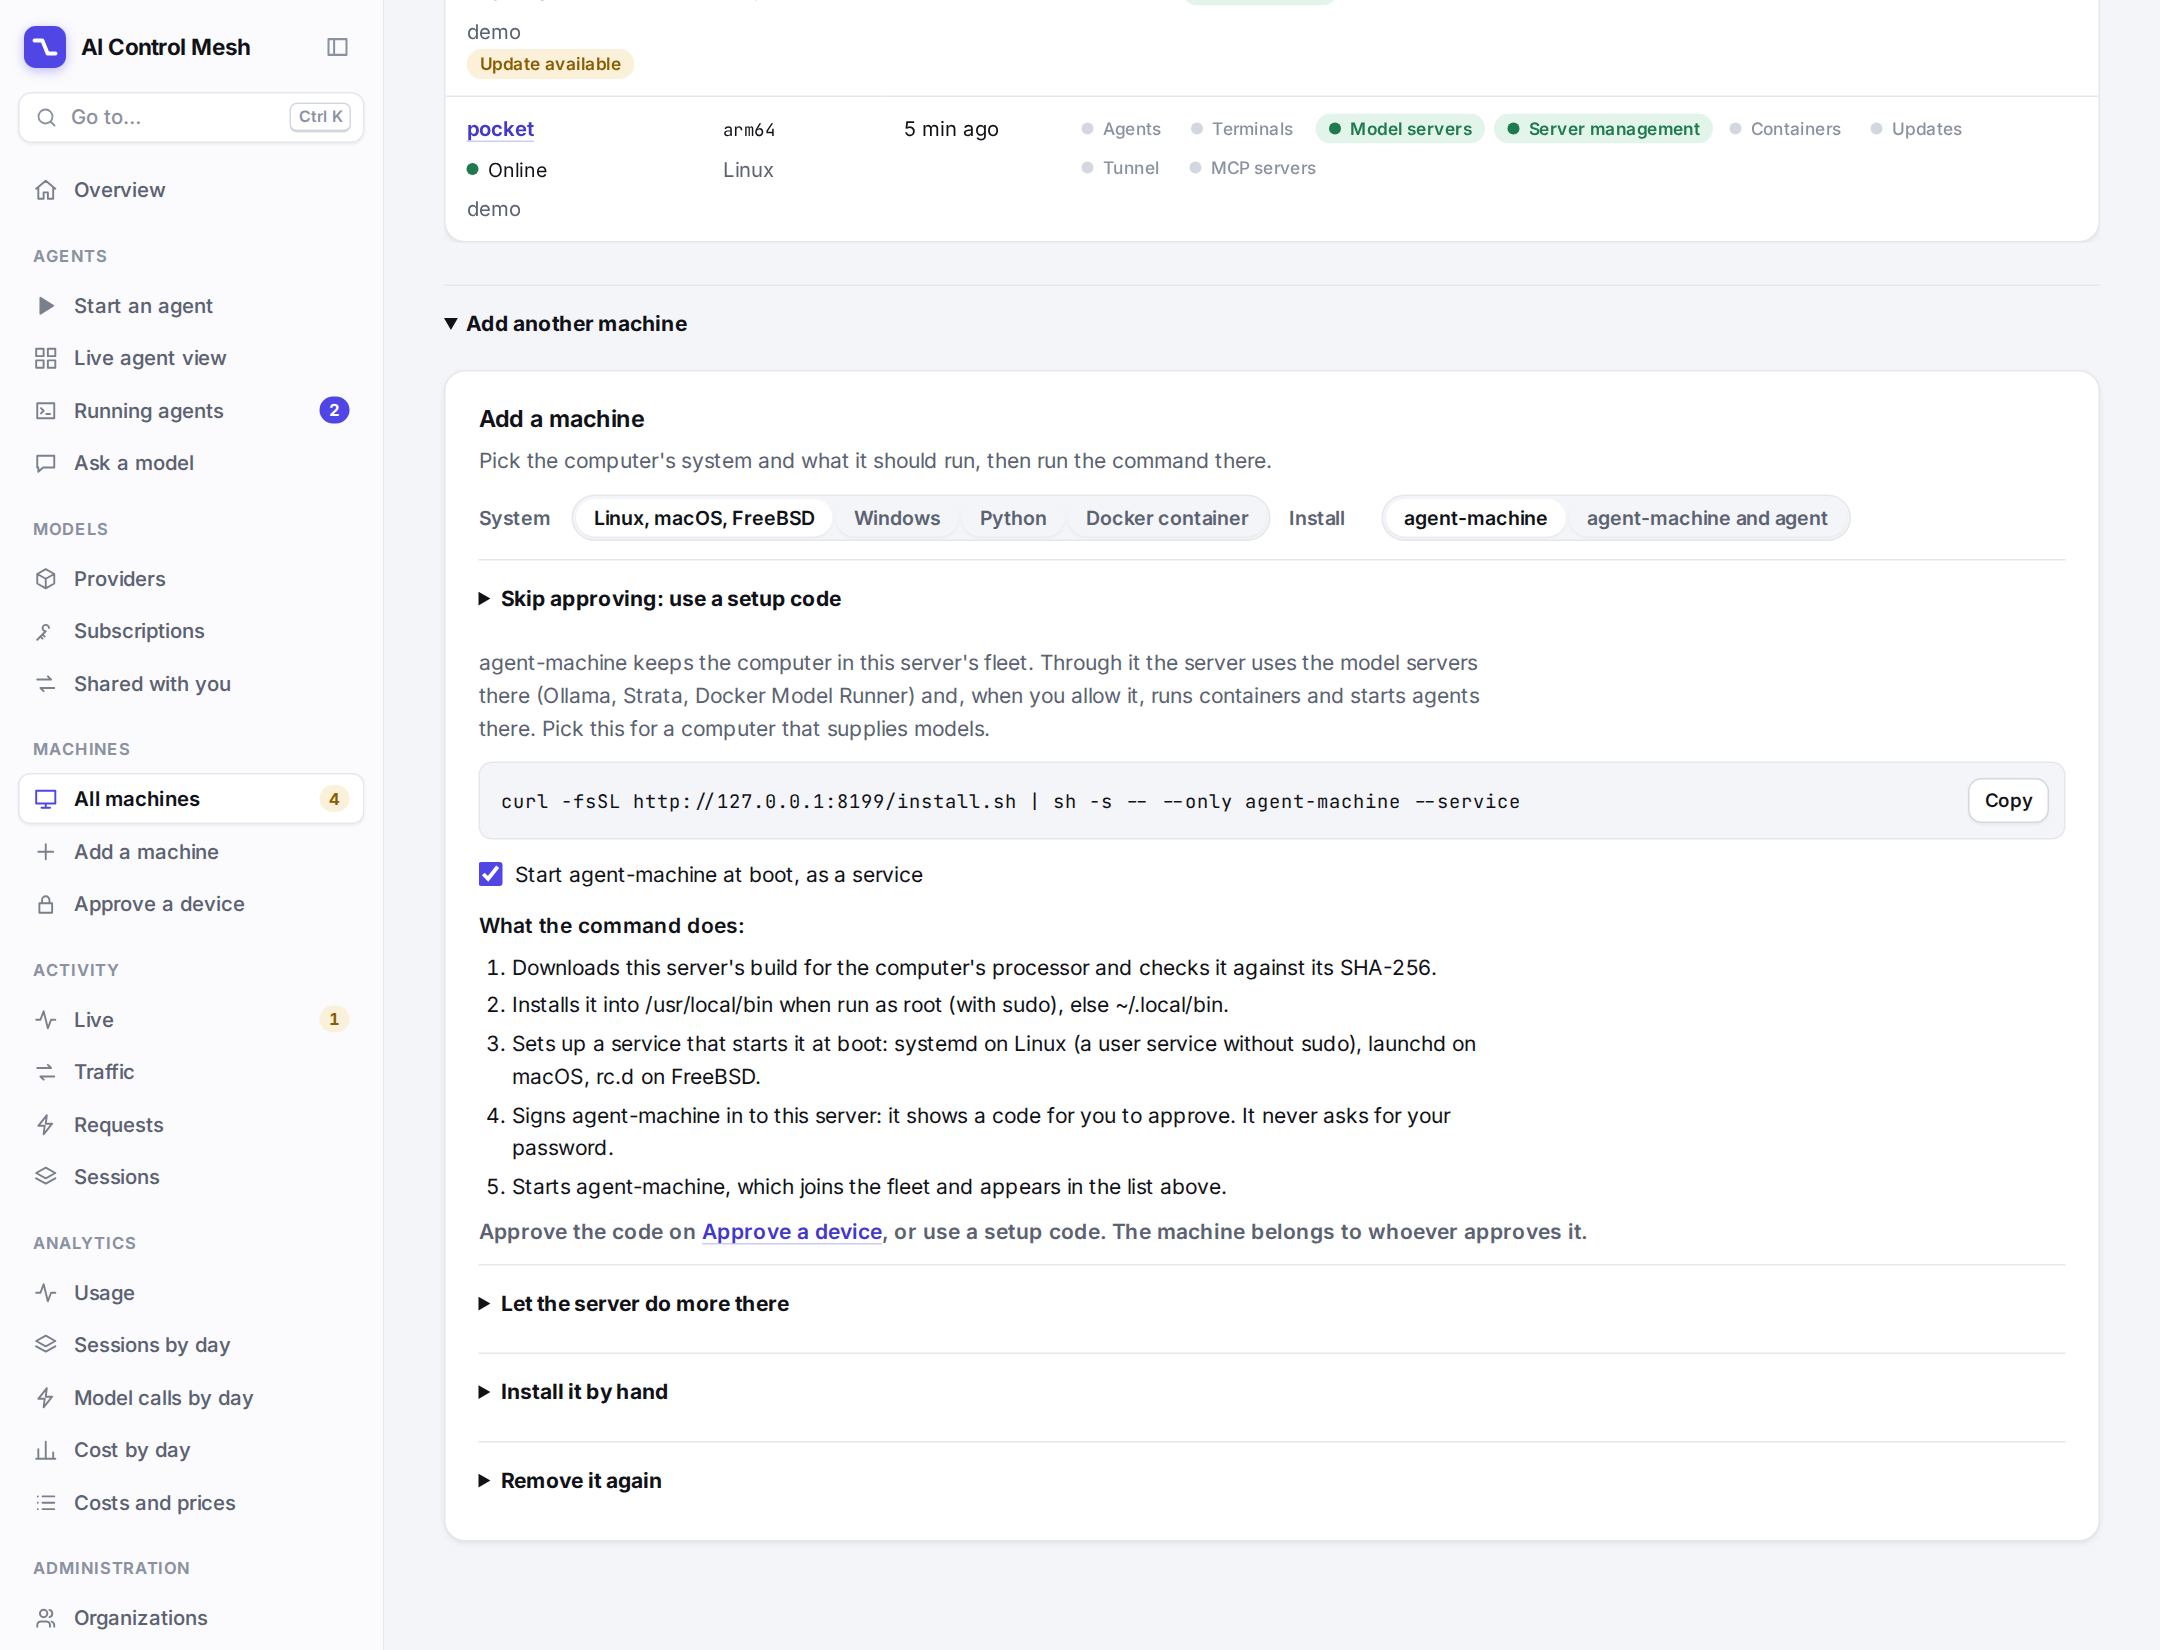 AI Control Mesh
Go to...
Ctrl K
Overview
AGENTS
Start an agent
Live agent view
Running agents
2
Ask a model
MODELS
Providers
Subscriptions
Shared with you
MACHINES
All machines
4
Add a machine
Approve a device
ACTIVITY
Live
1
Traffic
Requests
Sessions
ANALYTICS
Usage
Sessions by day
Model calls by day
Cost by day
Costs and prices
ADMINISTRATION
Organizations
demo
Update available
pocket
arm64
5 min ago
Agents
Terminals
Model servers
Server management
Containers
Updates
Online
Linux
Tunnel
MCP servers
demo
Add another machine
Add a machine
Pick the computer's system and what it should run, then run the command there.
System
Linux, macOS, FreeBSD
Windows
Python
Docker container
Install
agent-machine
agent-machine and agent
Skip approving: use a setup code
agent-machine keeps the computer in this server's fleet. Through it the server uses the model servers
there (Ollama, Strata, Docker Model Runner) and, when you allow it, runs containers and starts agents
there. Pick this for a computer that supplies models.
curl -fsSL http://127.0.0.1:8199/install.sh | sh -s -- --only agent-machine --service
Copy
Start agent-machine at boot, as a service
What the command does:
1. Downloads this server's build for the computer's processor and checks it against its SHA-256.
2. Installs it into /usr/local/bin when run as root (with sudo), else ~/.local/bin.
3. Sets up a service that starts it at boot: systemd on Linux (a user service without sudo), launchd on
macOS, rc.d on FreeBSD.
4. Signs agent-machine in to this server: it shows a code for you to approve. It never asks for your
password.
5. Starts agent-machine, which joins the fleet and appears in the list above.
Approve the code on Approve a device, or use a setup code. The machine belongs to whoever approves it.
Let the server do more there
Install it by hand
Remove it again